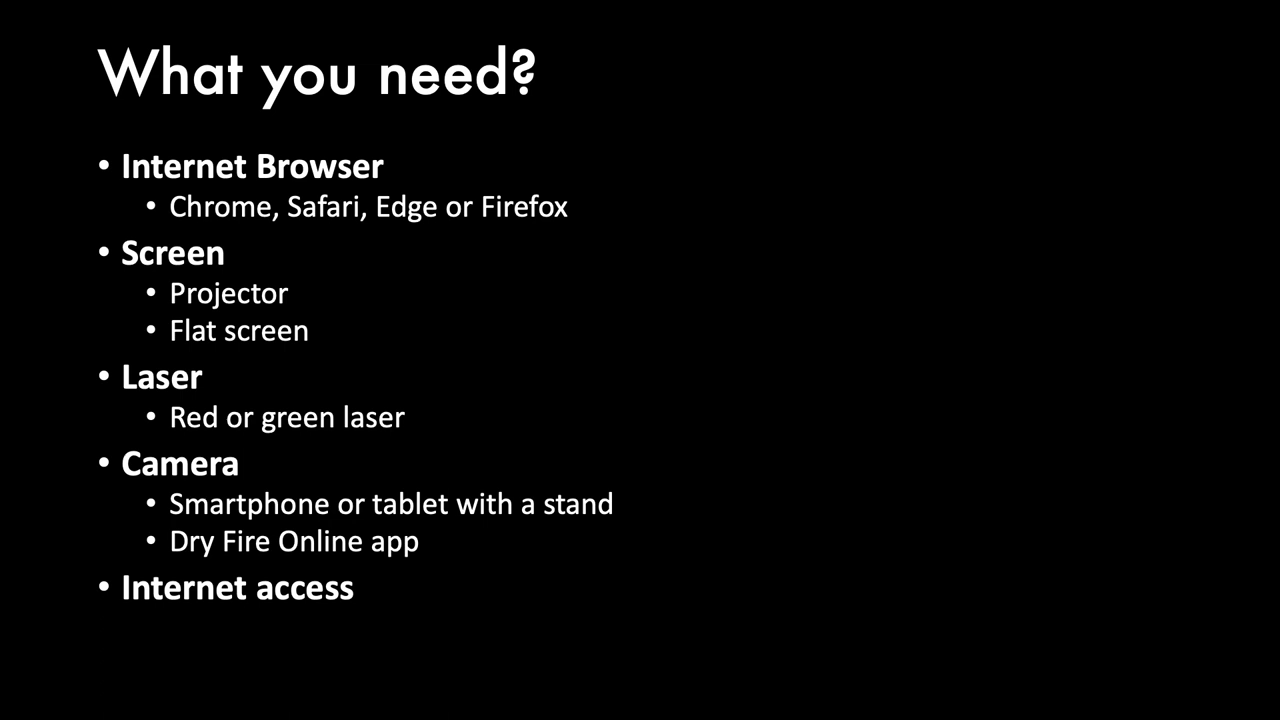 What you need?
• Internet Browser
• Chrome, Safari, Edge or Firefox
• Screen
• Projector
• Flat screen
• Laser
• Red or green laser
• Camera
• Smartphone or tablet with a stand
• Dry Fire Online app
• Internet access